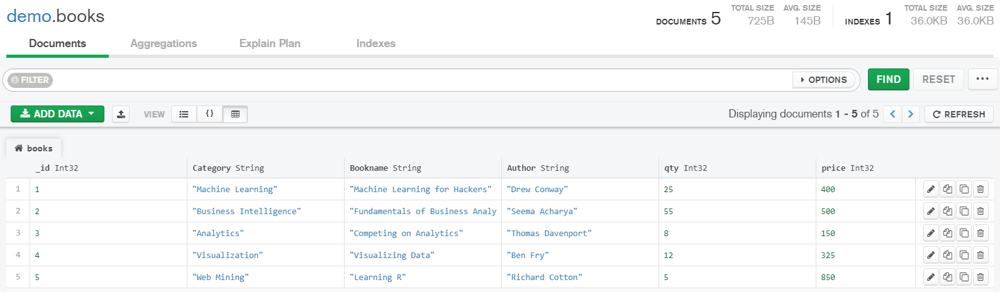 demo.books
DOCUMENTS 5 TOTAL SIZE 725B AVG. SIZE 145B INDEXES 1 TOTAL SIZE 36.0KB AVG. SIZE 36.0KB
Documents Aggregations Explain Plan Indexes
FILTER OPTIONS FIND RESET ...
ADD DATA VIEW {} Displaying documents 1 - 5 of 5 REFRESH
books
_id Int32 Category String Bookname String Author String qty Int32 price Int32
1 1 "Machine Learning" "Machine Learning for Hackers" "Drew Conway" 25 400
2 2 "Business Intelligence" "Fundamentals of Business Analy "Seema Acharya" 55 500
3 3 "Analytics" "Competing on Analytics" "Thomas Davenport" 8 150
4 4 "Visualization" "Visualizing Data" "Ben Fry" 12 325
5 5 "Web Mining" "Learning R" "Richard Cotton" 5 850